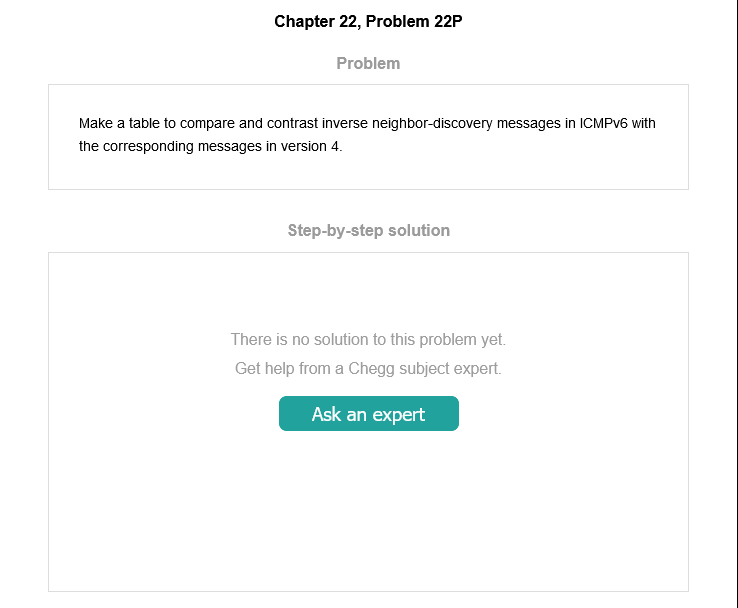 Chapter 22, Problem 22P
Problem
Make a table to compare and contrast inverse neighbor-discovery messages in ICMPv6 with
the corresponding messages in version 4.
Step-by-step solution
There is no solution to this problem yet.
Get help from a Chegg subject expert.
Ask an expert